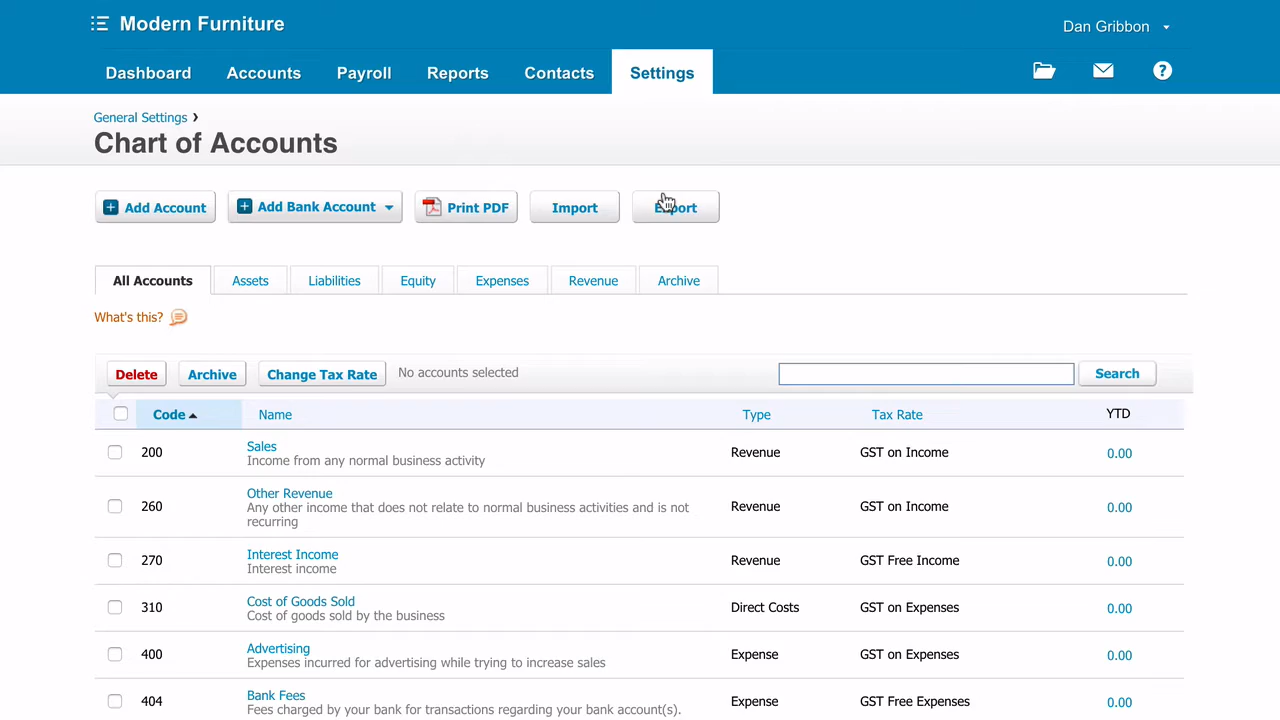 Modern Furniture
Dan Gribbon
Dashboard Accounts Payroll Reports Contacts Settings
General Settings ›
Chart of Accounts
Add Account Add Bank Account Print PDF Import Export
All Accounts Assets Liabilities Equity Expenses Revenue Archive
What's this?
Delete Archive Change Tax Rate No accounts selected Search
Code Name Type Tax Rate YTD
200 Sales Revenue GST on Income 0.00
Income from any normal business activity
260 Other Revenue Revenue GST on Income 0.00
Any other income that does not relate to normal business activities and is not
recurring
270 Interest Income Revenue GST Free Income 0.00
Interest income
310 Cost of Goods Sold Direct Costs GST on Expenses 0.00
Cost of goods sold by the business
400 Advertising Expense GST on Expenses 0.00
Expenses incurred for advertising while trying to increase sales
404 Bank Fees Expense GST Free Expenses 0.00
Fees charged by your bank for transactions regarding your bank account(s).